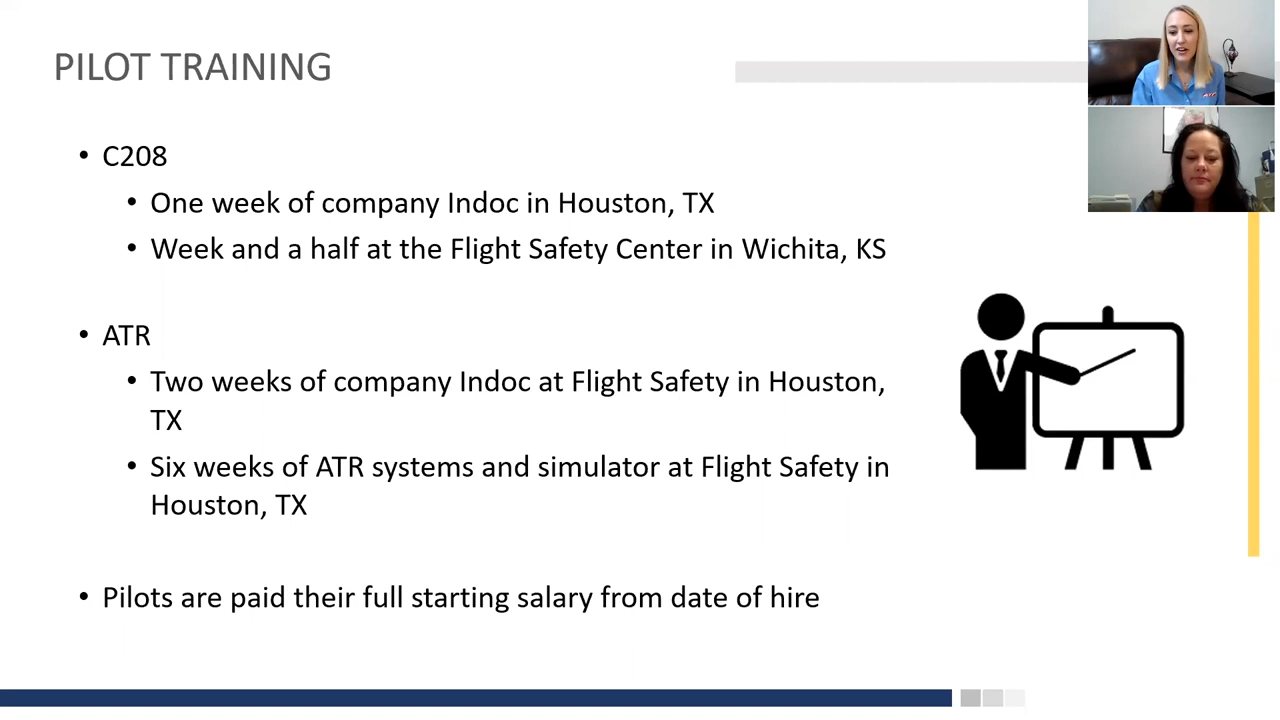 PILOT TRAINING
• C208
• One week of company Indoc in Houston, TX
• Week and a half at the Flight Safety Center in Wichita, KS
• ATR
• Two weeks of company Indoc at Flight Safety in Houston,
TX
• Six weeks of ATR systems and simulator at Flight Safety in
Houston, TX
• Pilots are paid their full starting salary from date of hire